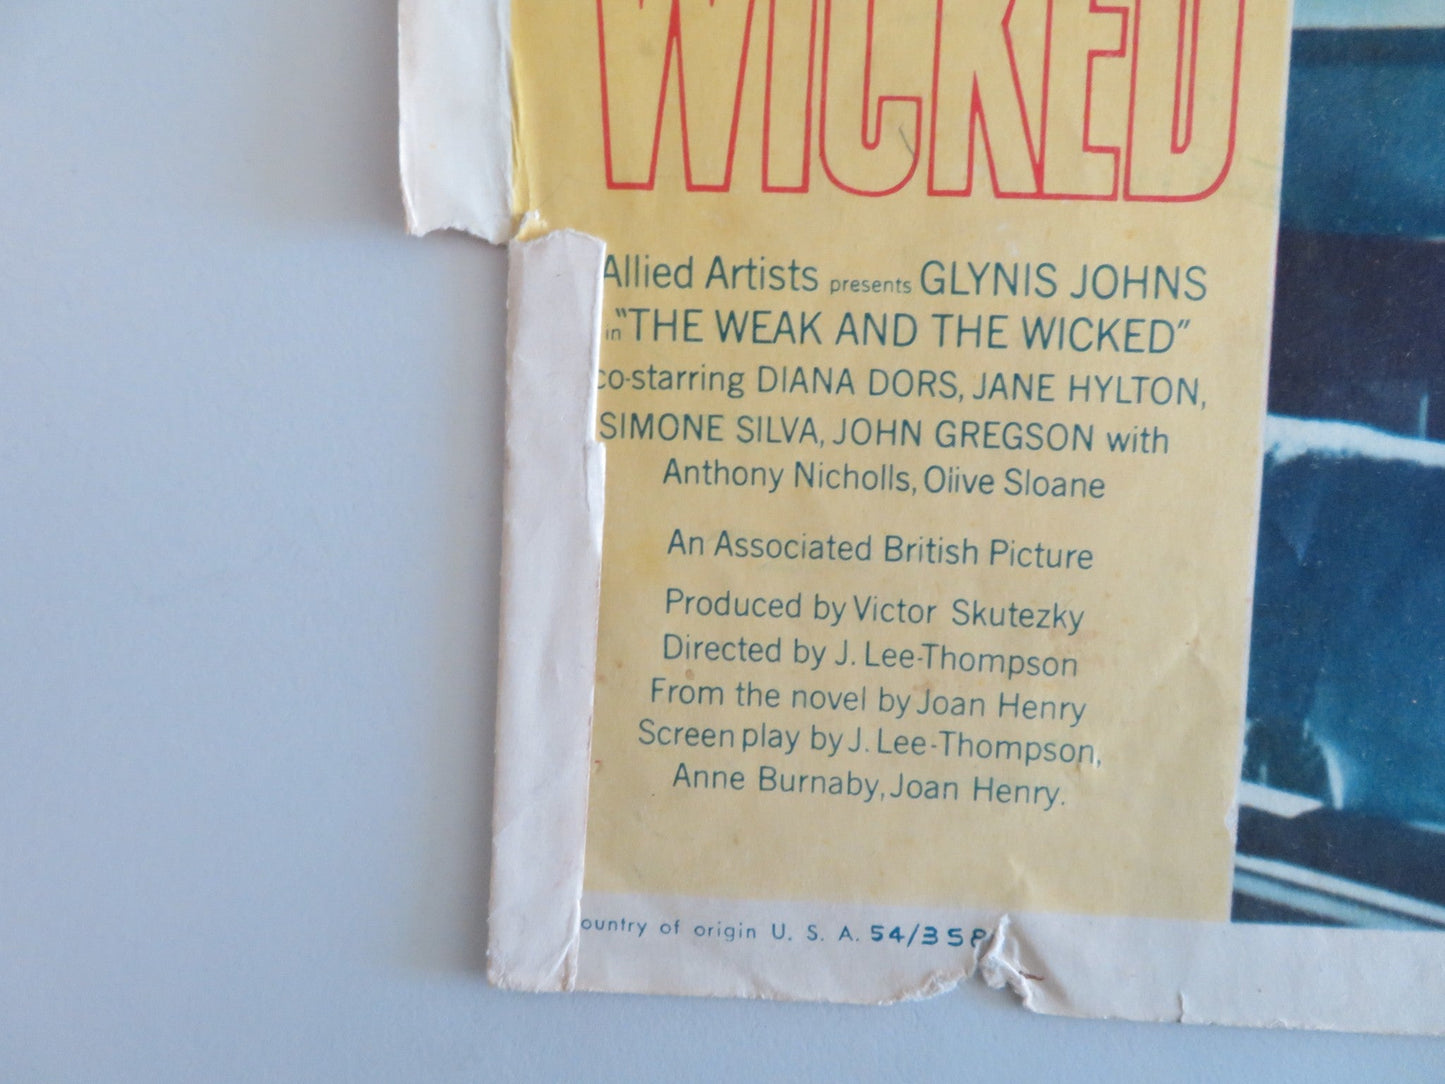 WICKED
Allied Artists presents GLYNIS JOHNS
in "THE WEAK AND THE WICKED"
co-starring DIANA DORS, JANE HYLTON,
SIMONE SILVA, JOHN GREGSON with
Anthony Nicholls, Olive Sloane
An Associated British Picture
Produced by Victor Skutezky
Directed by J. Lee-Thompson
From the novel by Joan Henry
Screen play by J. Lee-Thompson,
Anne Burnaby, Joan Henry.
ountry of origin U. S. A. 54/358